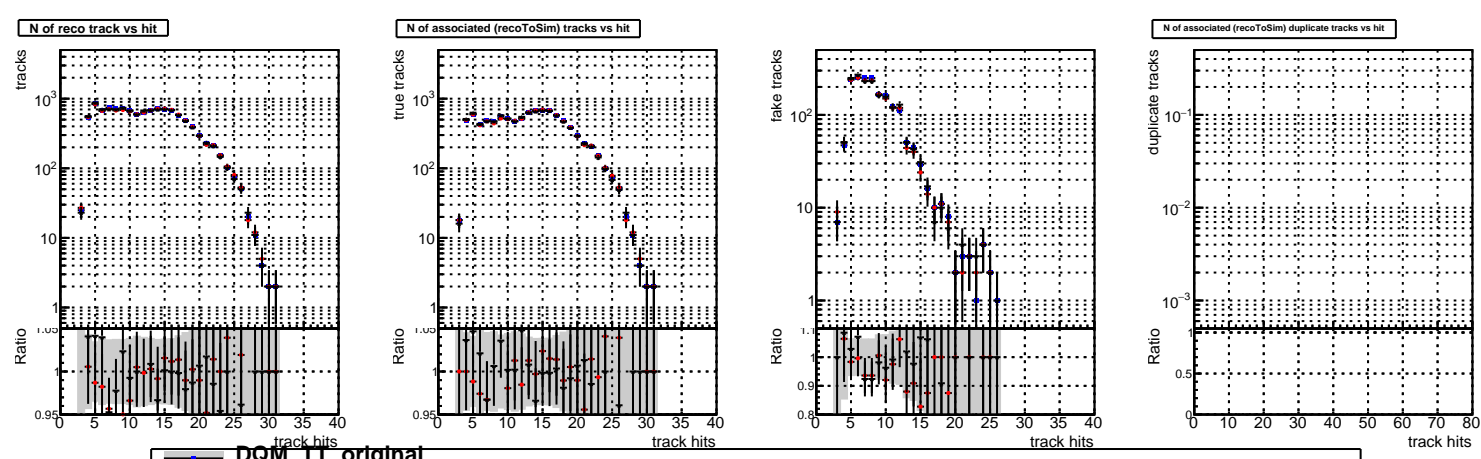 N of reco track vs hit
N of associated (recoToSim) tracks vs hit
N of associated (recoToSim) duplicate tracks vs hit
tracks
10³
10²
10
1
Ratio
1.05
1
0.95
0 5 10 15 20 25 30 35 40
track hits
true tracks
10³
10²
10
1
Ratio
1.05
1
0.95
0 5 10 15 20 25 30 35 40
track hits
fake tracks
10²
10
1
Ratio
1.1
1
0.9
0.8
0 5 10 15 20 25 30 35 40
track hits
duplicate tracks
10⁻¹
10⁻²
10⁻³
Ratio
1
0.5
0
0 10 20 30 40 50 60 70 80
track hits
DQM_TT_original